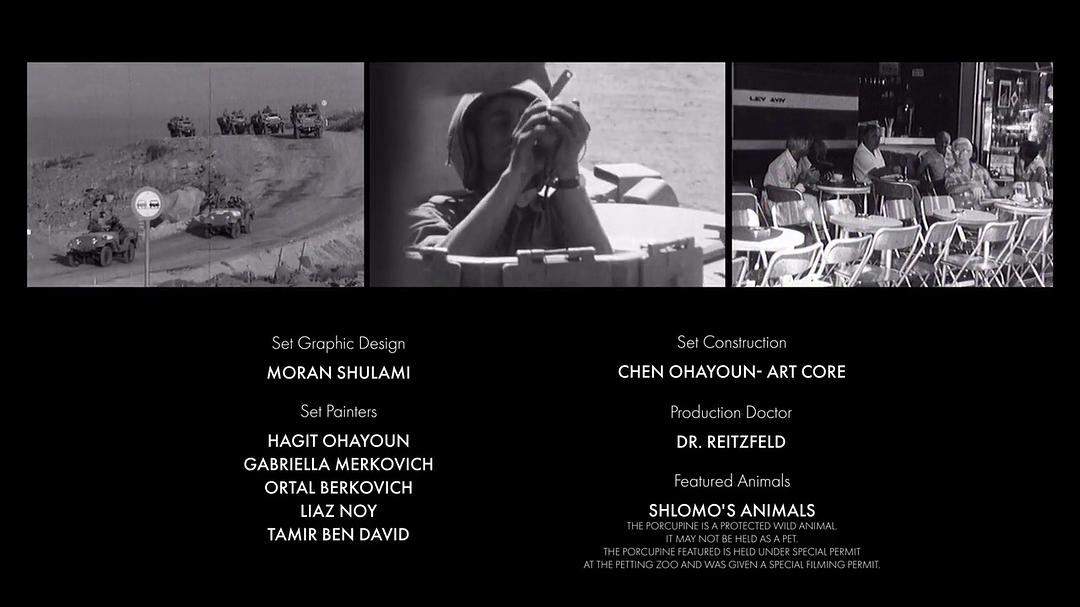 LEV AVIV
Set Graphic Design
MORAN SHULAMI
Set Painters
HAGIT OHAYOUN
GABRIELLA MERKOVICH
ORTAL BERKOVICH
LIAZ NOY
TAMIR BEN DAVID
Set Construction
CHEN OHAYOUN- ART CORE
Production Doctor
DR. REITZFELD
Featured Animals
SHLOMO'S ANIMALS
THE PORCUPINE IS A PROTECTED WILD ANIMAL.
IT MAY NOT BE HELD AS A PET.
THE PORCUPINE FEATURED IS HELD UNDER SPECIAL PERMIT
AT THE PETTING ZOO AND WAS GIVEN A SPECIAL FILMING PERMIT.